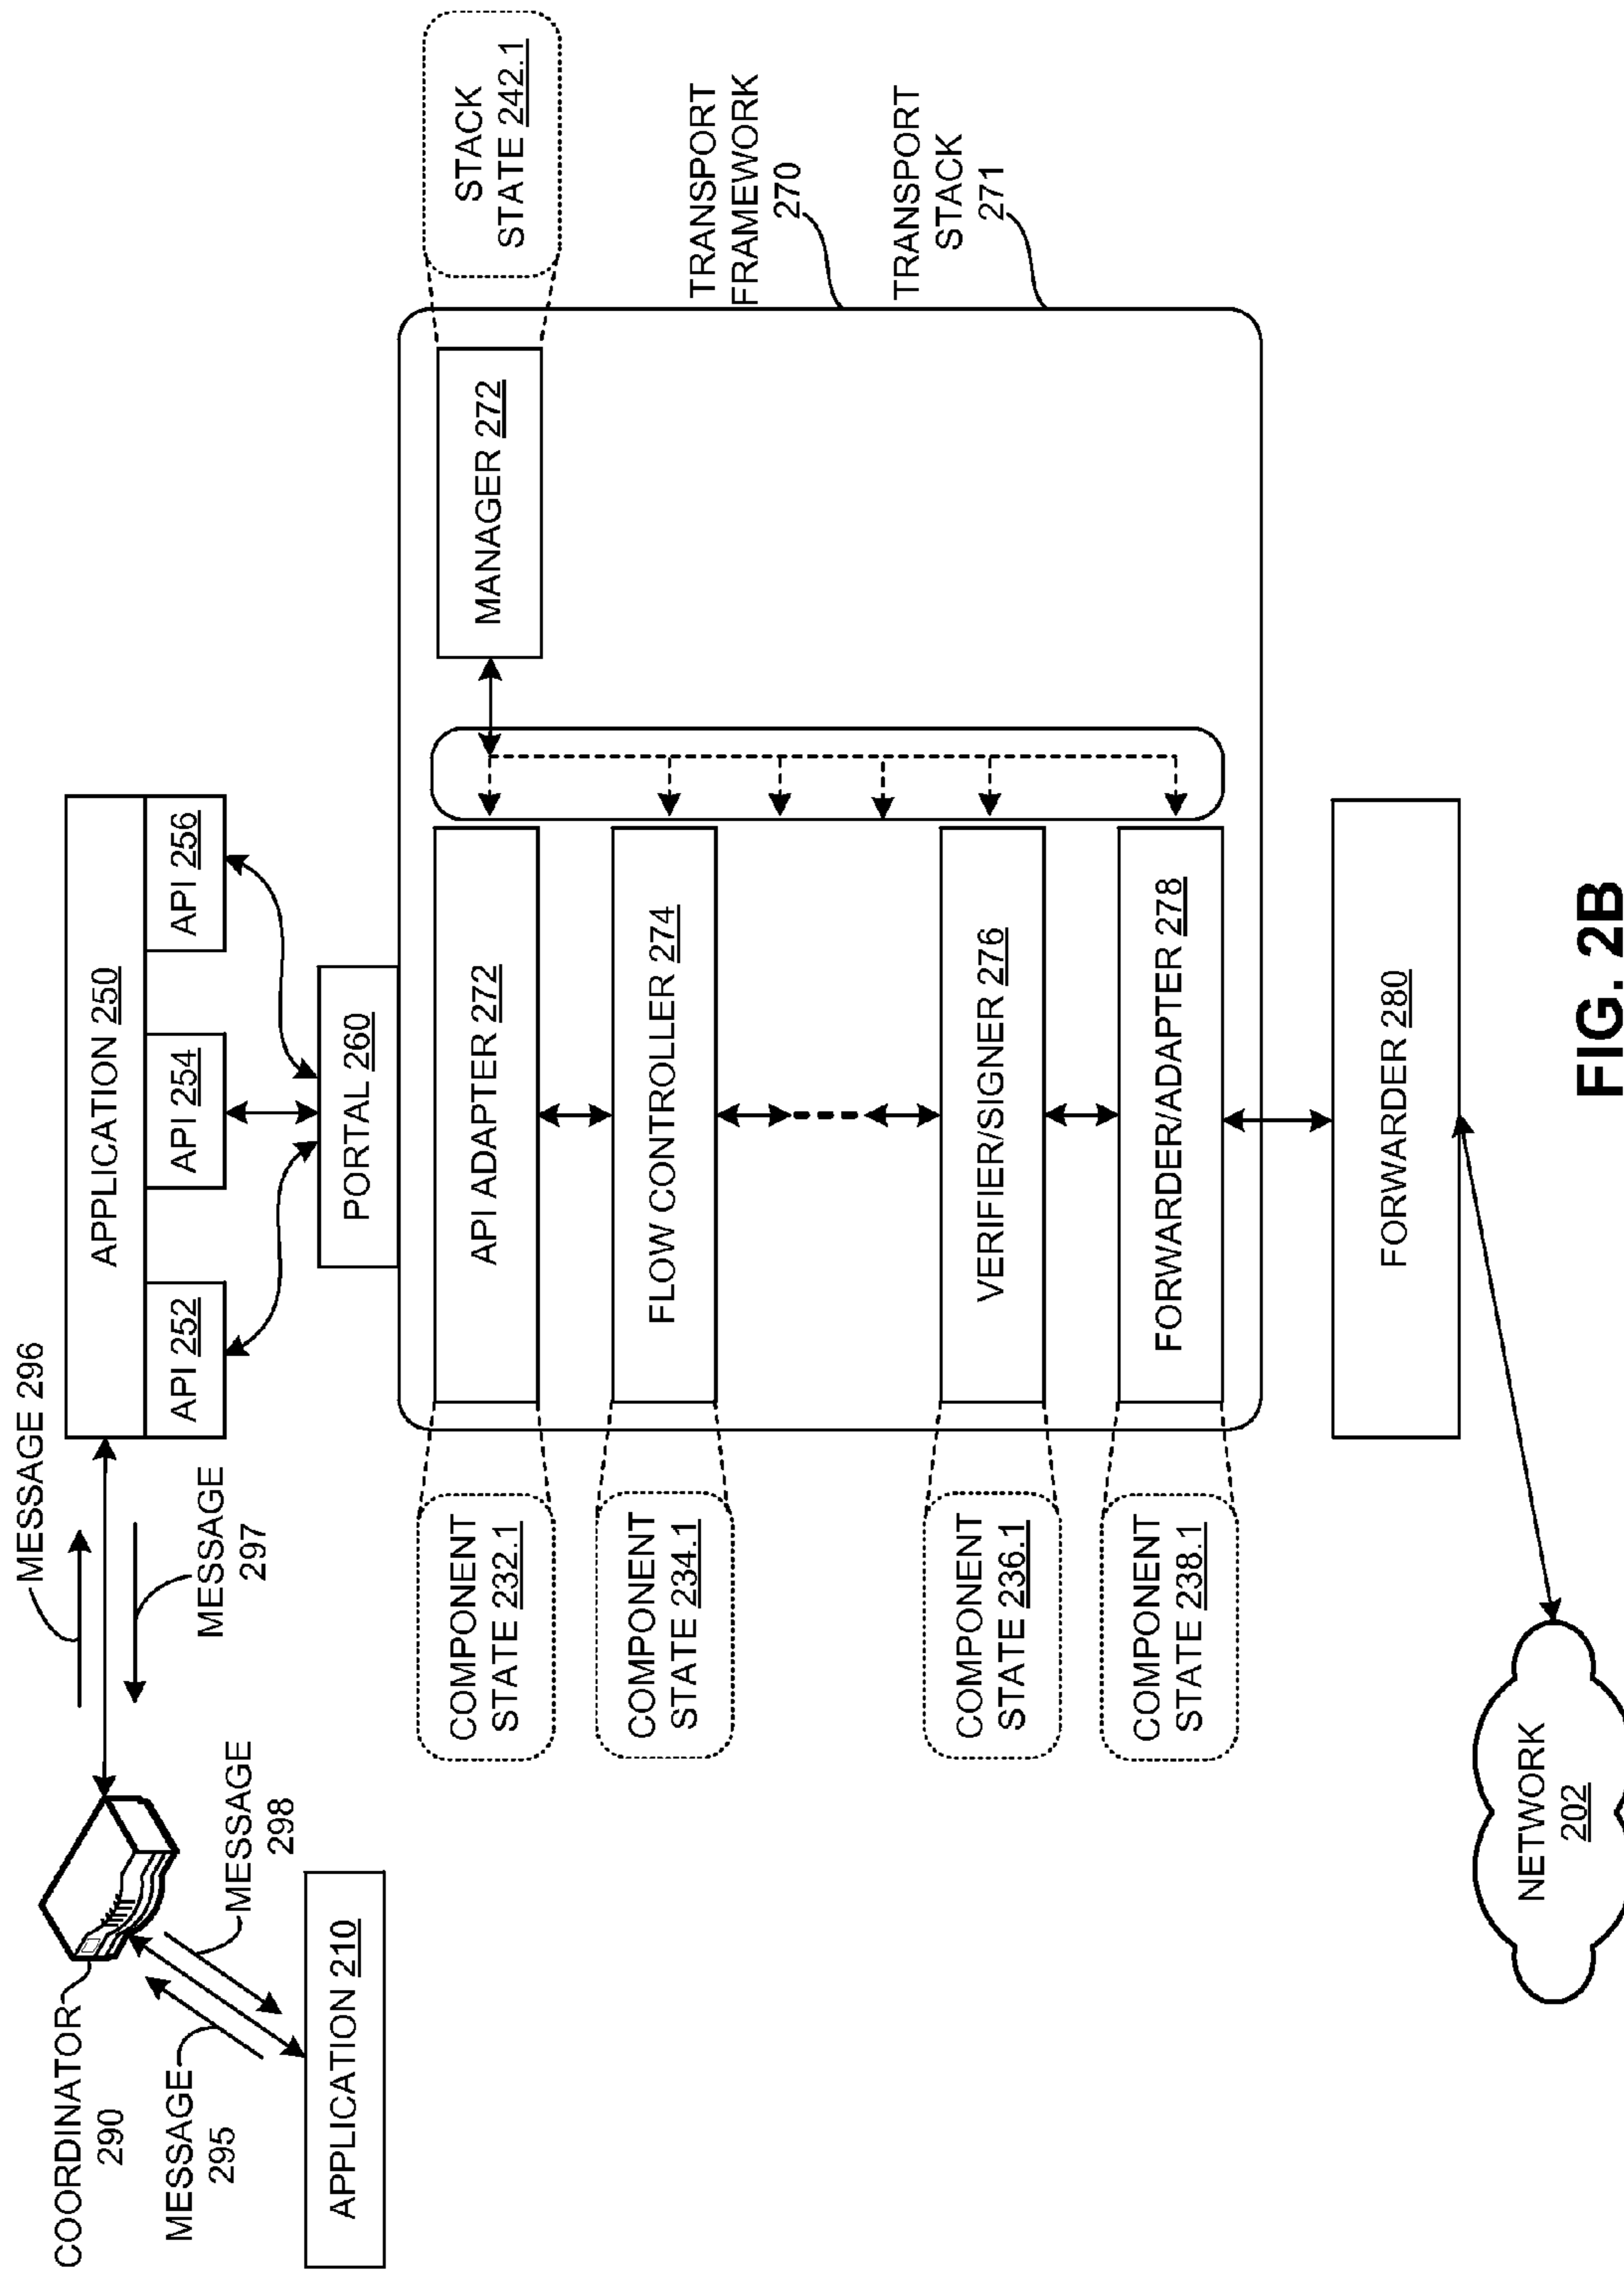 MESSAGE 296
COORDINATOR
290
MESSAGE
297
MESSAGE
298
MESSAGE
295
APPLICATION 210
APPLICATION 250
API 252
API 254
API 256
PORTAL 260
STACK
STATE 242.1
COMPONENT
STATE 232.1
API ADAPTER 272
MANAGER 272
COMPONENT
STATE 234.1
FLOW CONTROLLER 274
TRANSPORT
FRAMEWORK
270
TRANSPORT
STACK
271
COMPONENT
STATE 236.1
VERIFIER/SIGNER 276
COMPONENT
STATE 238.1
FORWARDER/ADAPTER 278
FORWARDER 280
NETWORK
202
FIG. 2B